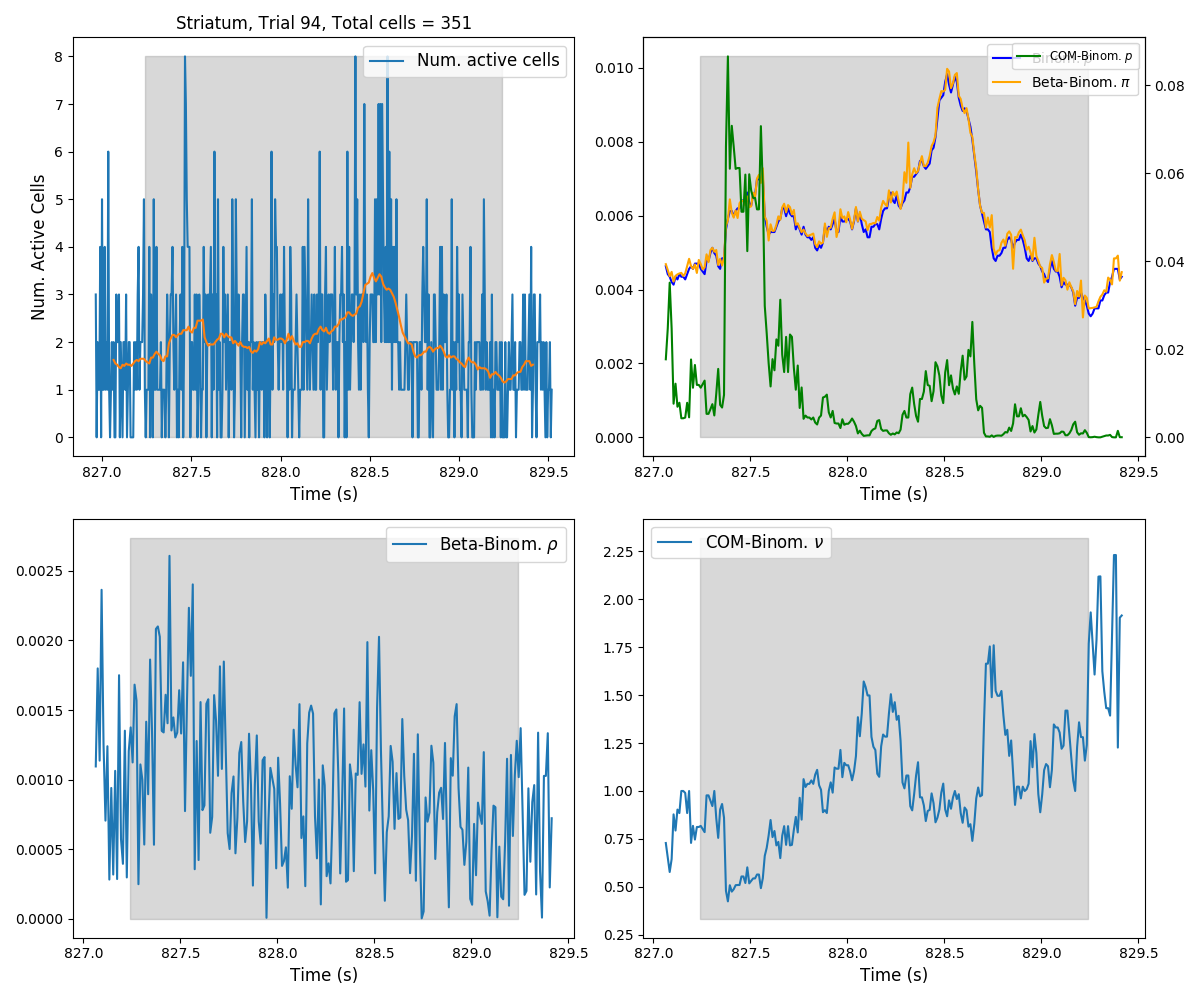 Striatum, Trial 94, Total cells = 351
Num. active cells
Num. Active Cells
8
7
6
5
4
3
2
1
0
827.0 827.5 828.0 828.5 829.0 829.5
Time (s)
COM-Binom. p
Beta-Binom. π
0.010
0.008
0.006
0.004
0.002
0.000
0.08
0.06
0.04
0.02
0.00
827.0 827.5 828.0 828.5 829.0 829.5
Time (s)
Beta-Binom. ρ
0.0025
0.0020
0.0015
0.0010
0.0005
0.0000
827.0 827.5 828.0 828.5 829.0 829.5
Time (s)
COM-Binom. ν
2.25
2.00
1.75
1.50
1.25
1.00
0.75
0.50
0.25
827.0 827.5 828.0 828.5 829.0 829.5
Time (s)